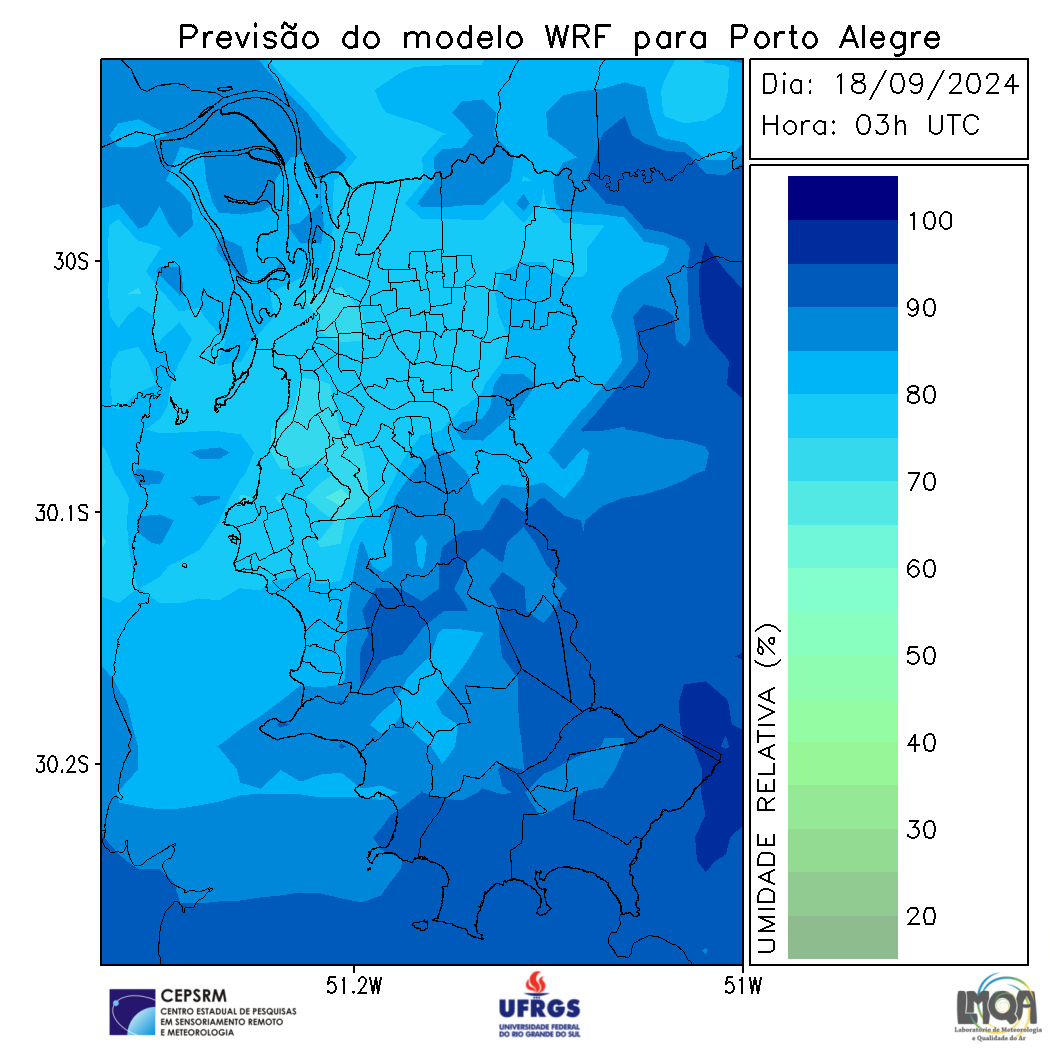 Previsão do modelo WRF para Porto Alegre
Dia: 18/09/2024
Hora: 03h UTC
30S
30.1S
30.2S
51.2W
51W
100
90
80
70
60
50
40
30
20
UMIDADE RELATIVA (%)
CEPSRM
CENTRO ESTADUAL DE PESQUISAS
EM SENSORIAMENTO REMOTO
E METEOROLOGIA
UFRGS
UNIVERSIDADE FEDERAL
DO RIO GRANDE DO SUL
LMQA
Laboratório de Meteorologia
e Qualidade do Ar